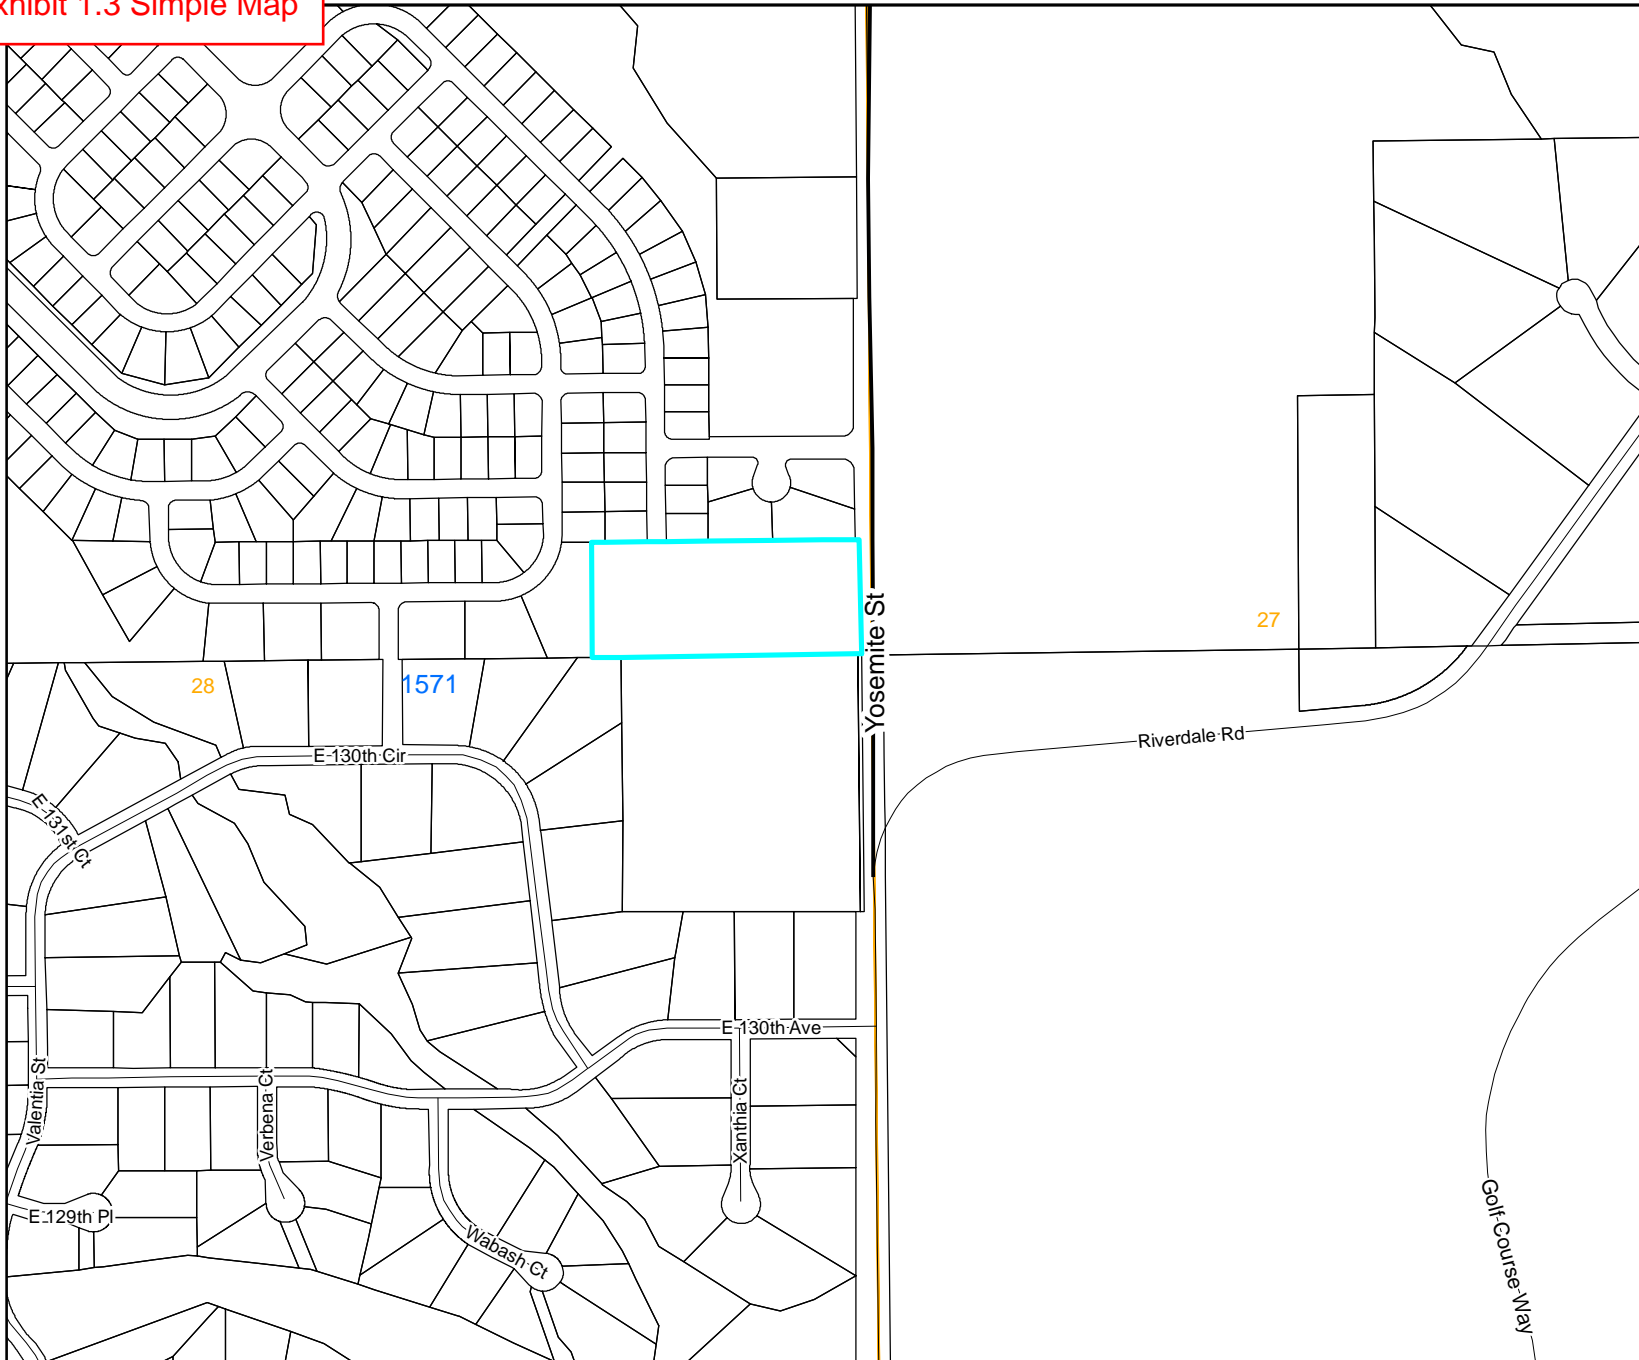 xhibit 1.3 Simple Map
Yosemite St
27
28
1571
Riverdale Rd
E 130th Cir
E 131st Ct
E 130th Ave
Valentia St
Verbena Ct
Xanthia Ct
E 129th Pl
Wabash Ct
Golf Course Way